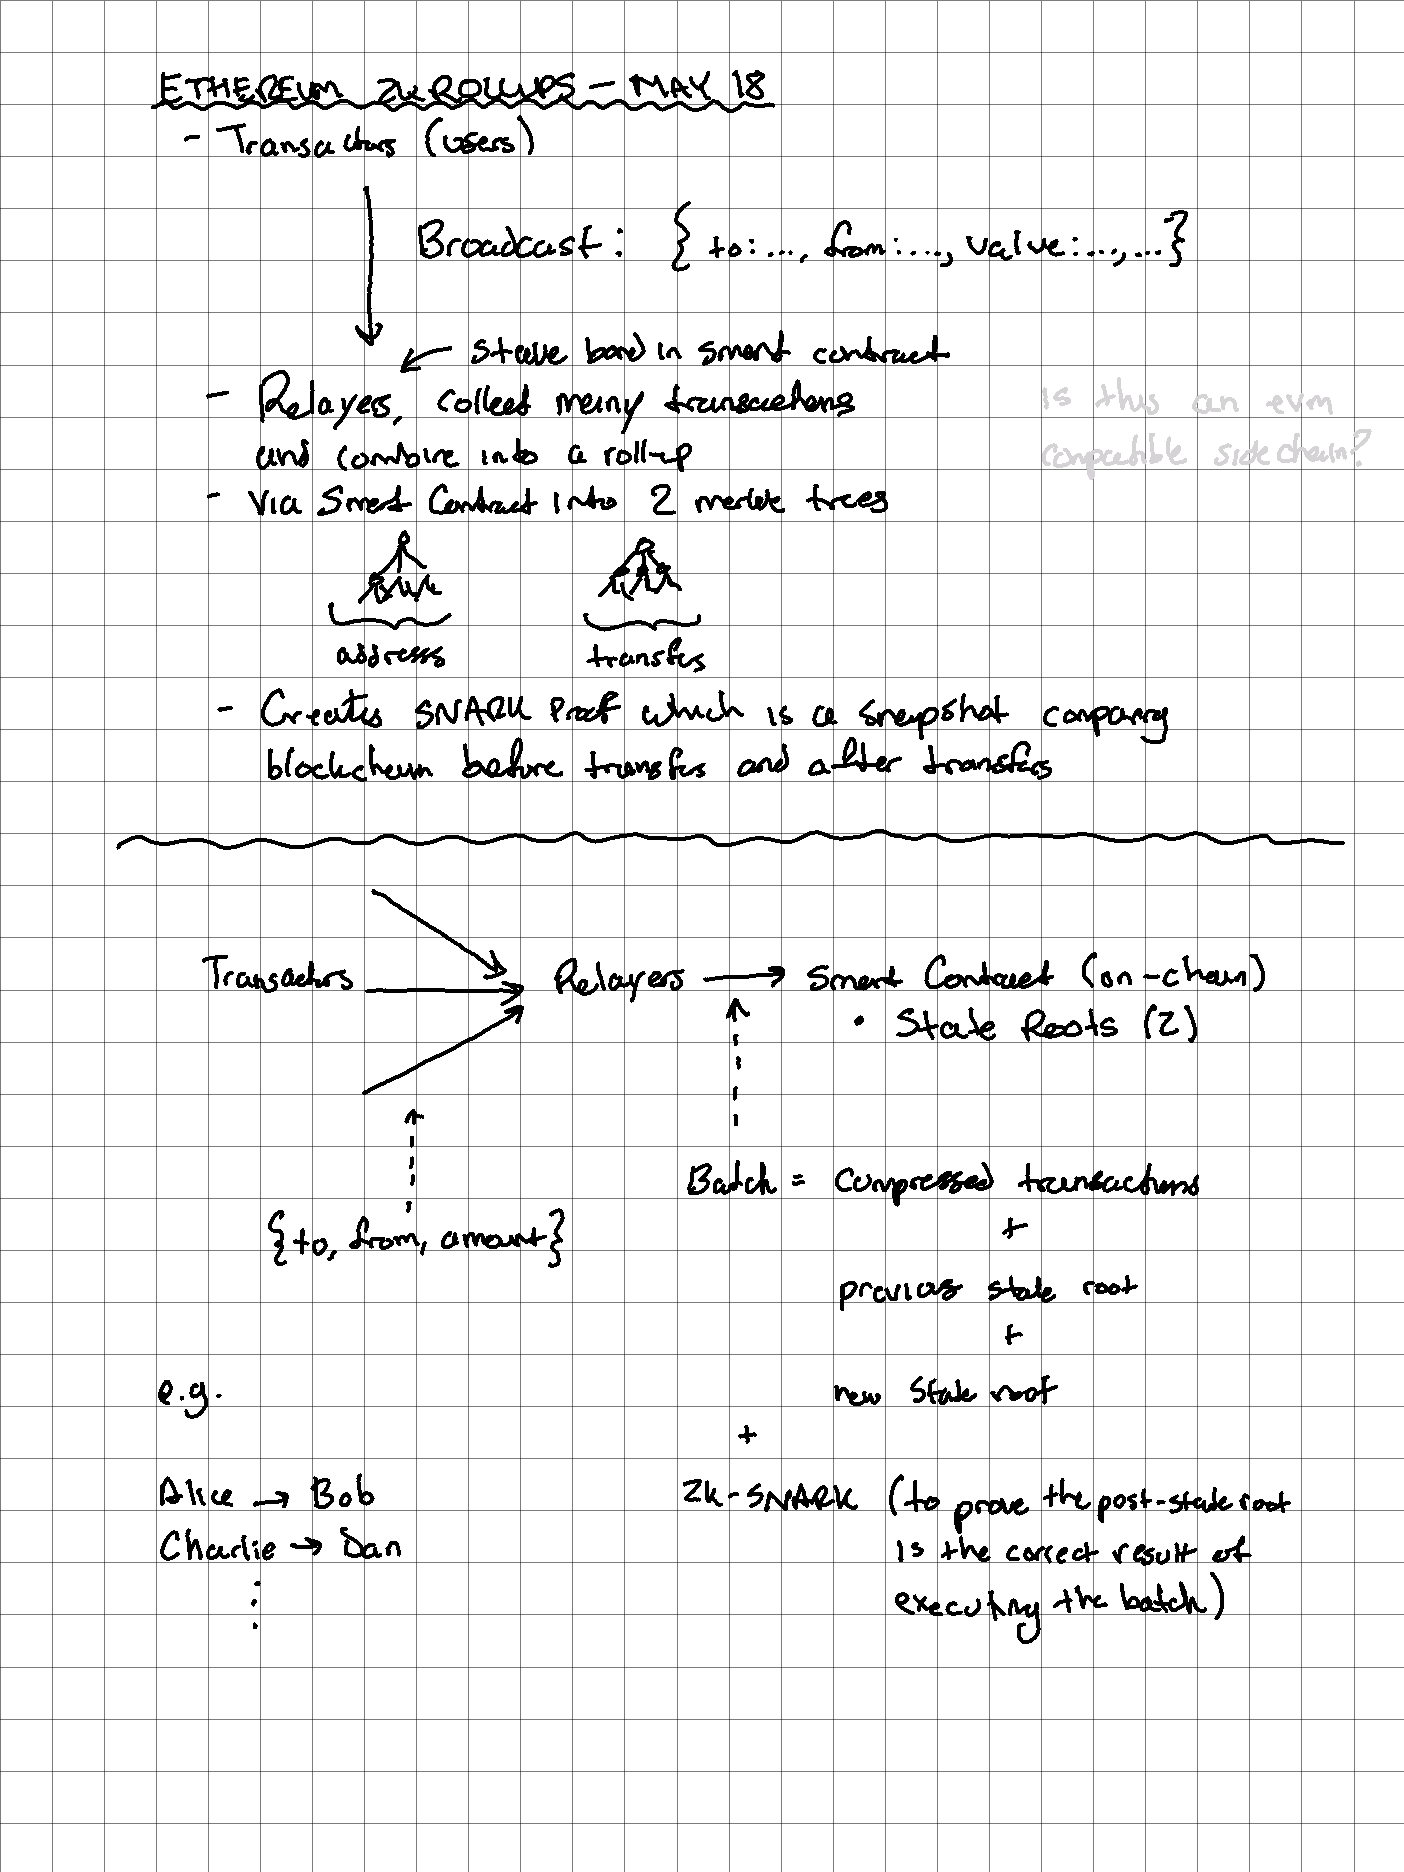 ETHEREUM ZK ROLLUPS - MAY 18
- Transactors (users)
Broadcast: { to:..., from:..., value:...,...}
stake bond in smart contract
- Relayers, collect many transactions
and combine into a roll-up
is this an evm
compatible side chain?
- via Smart Contract into 2 merkle trees
address
transfers
- Creates SNARK Proof which is a snapshot comparing
blockchain before transfers and after transfers
Transactors
Relayers → Smart Contract (on-chain)
• State Roots (2)
Batch = compressed transactions
+
{to, from, amount}
previous state root
+
e.g.
new state root
+
Alice → Bob
Charlie → Dan
⋮
ZK-SNARK (to prove the post-state root
is the correct result of
executing the batch)